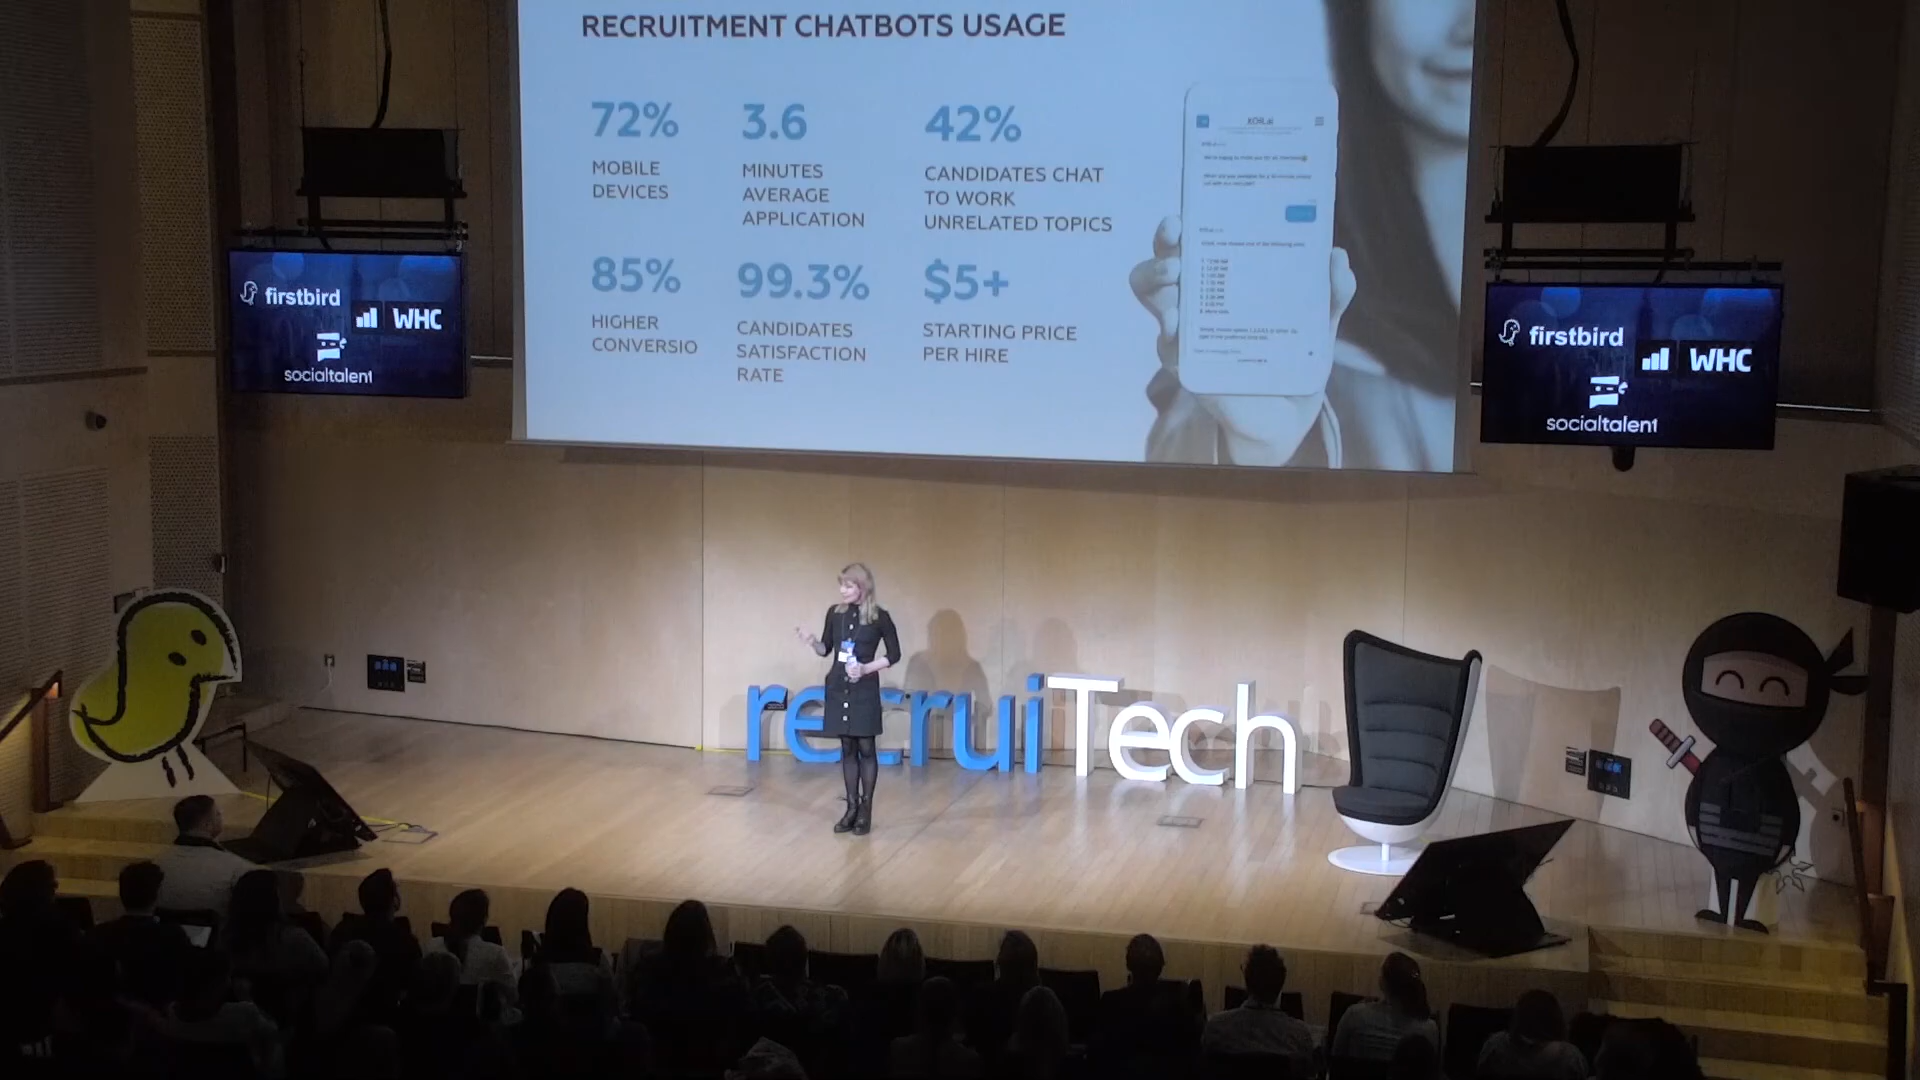 RECRUITMENT CHATBOTS USAGE
72%
MOBILE
DEVICES
3.6
MINUTES
AVERAGE
APPLICATION
42%
CANDIDATES CHAT
TO WORK
UNRELATED TOPICS
85%
HIGHER
CONVERSIO
99.3%
CANDIDATES
SATISFACTION
RATE
$5+
STARTING PRICE
PER HIRE
firstbird
WHC
socialtalent
firstbird
WHC
socialtalent
recruiTech